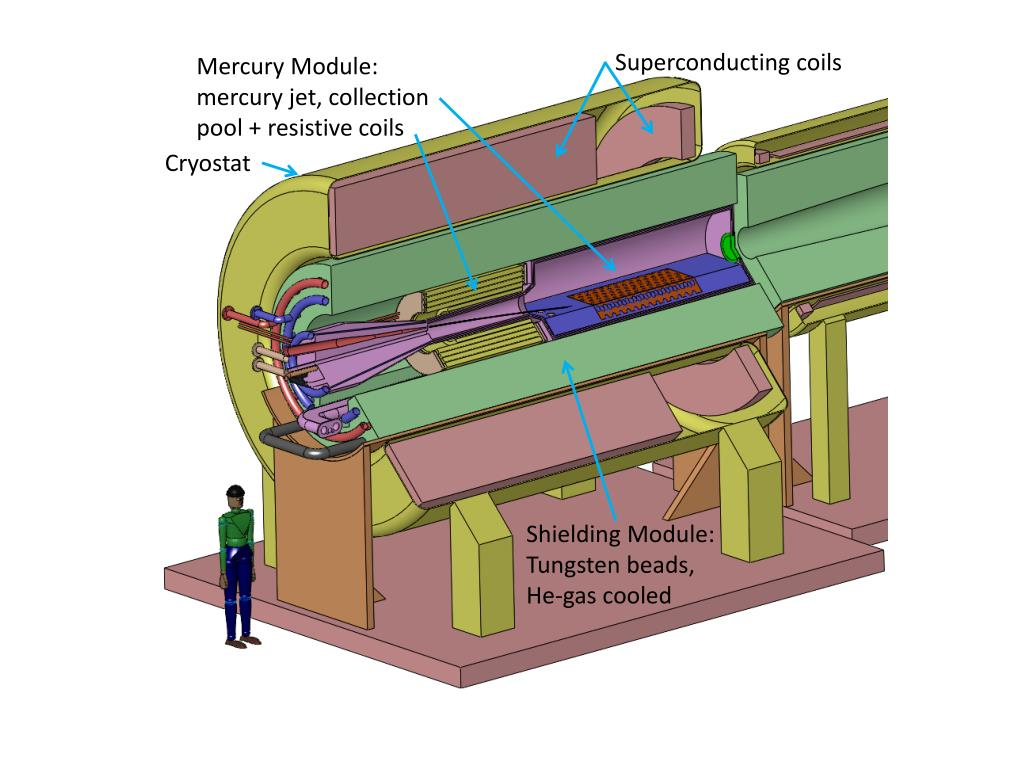 Mercury Module:
mercury jet, collection
pool + resistive coils
Superconducting coils
Cryostat
Shielding Module:
Tungsten beads,
He-gas cooled